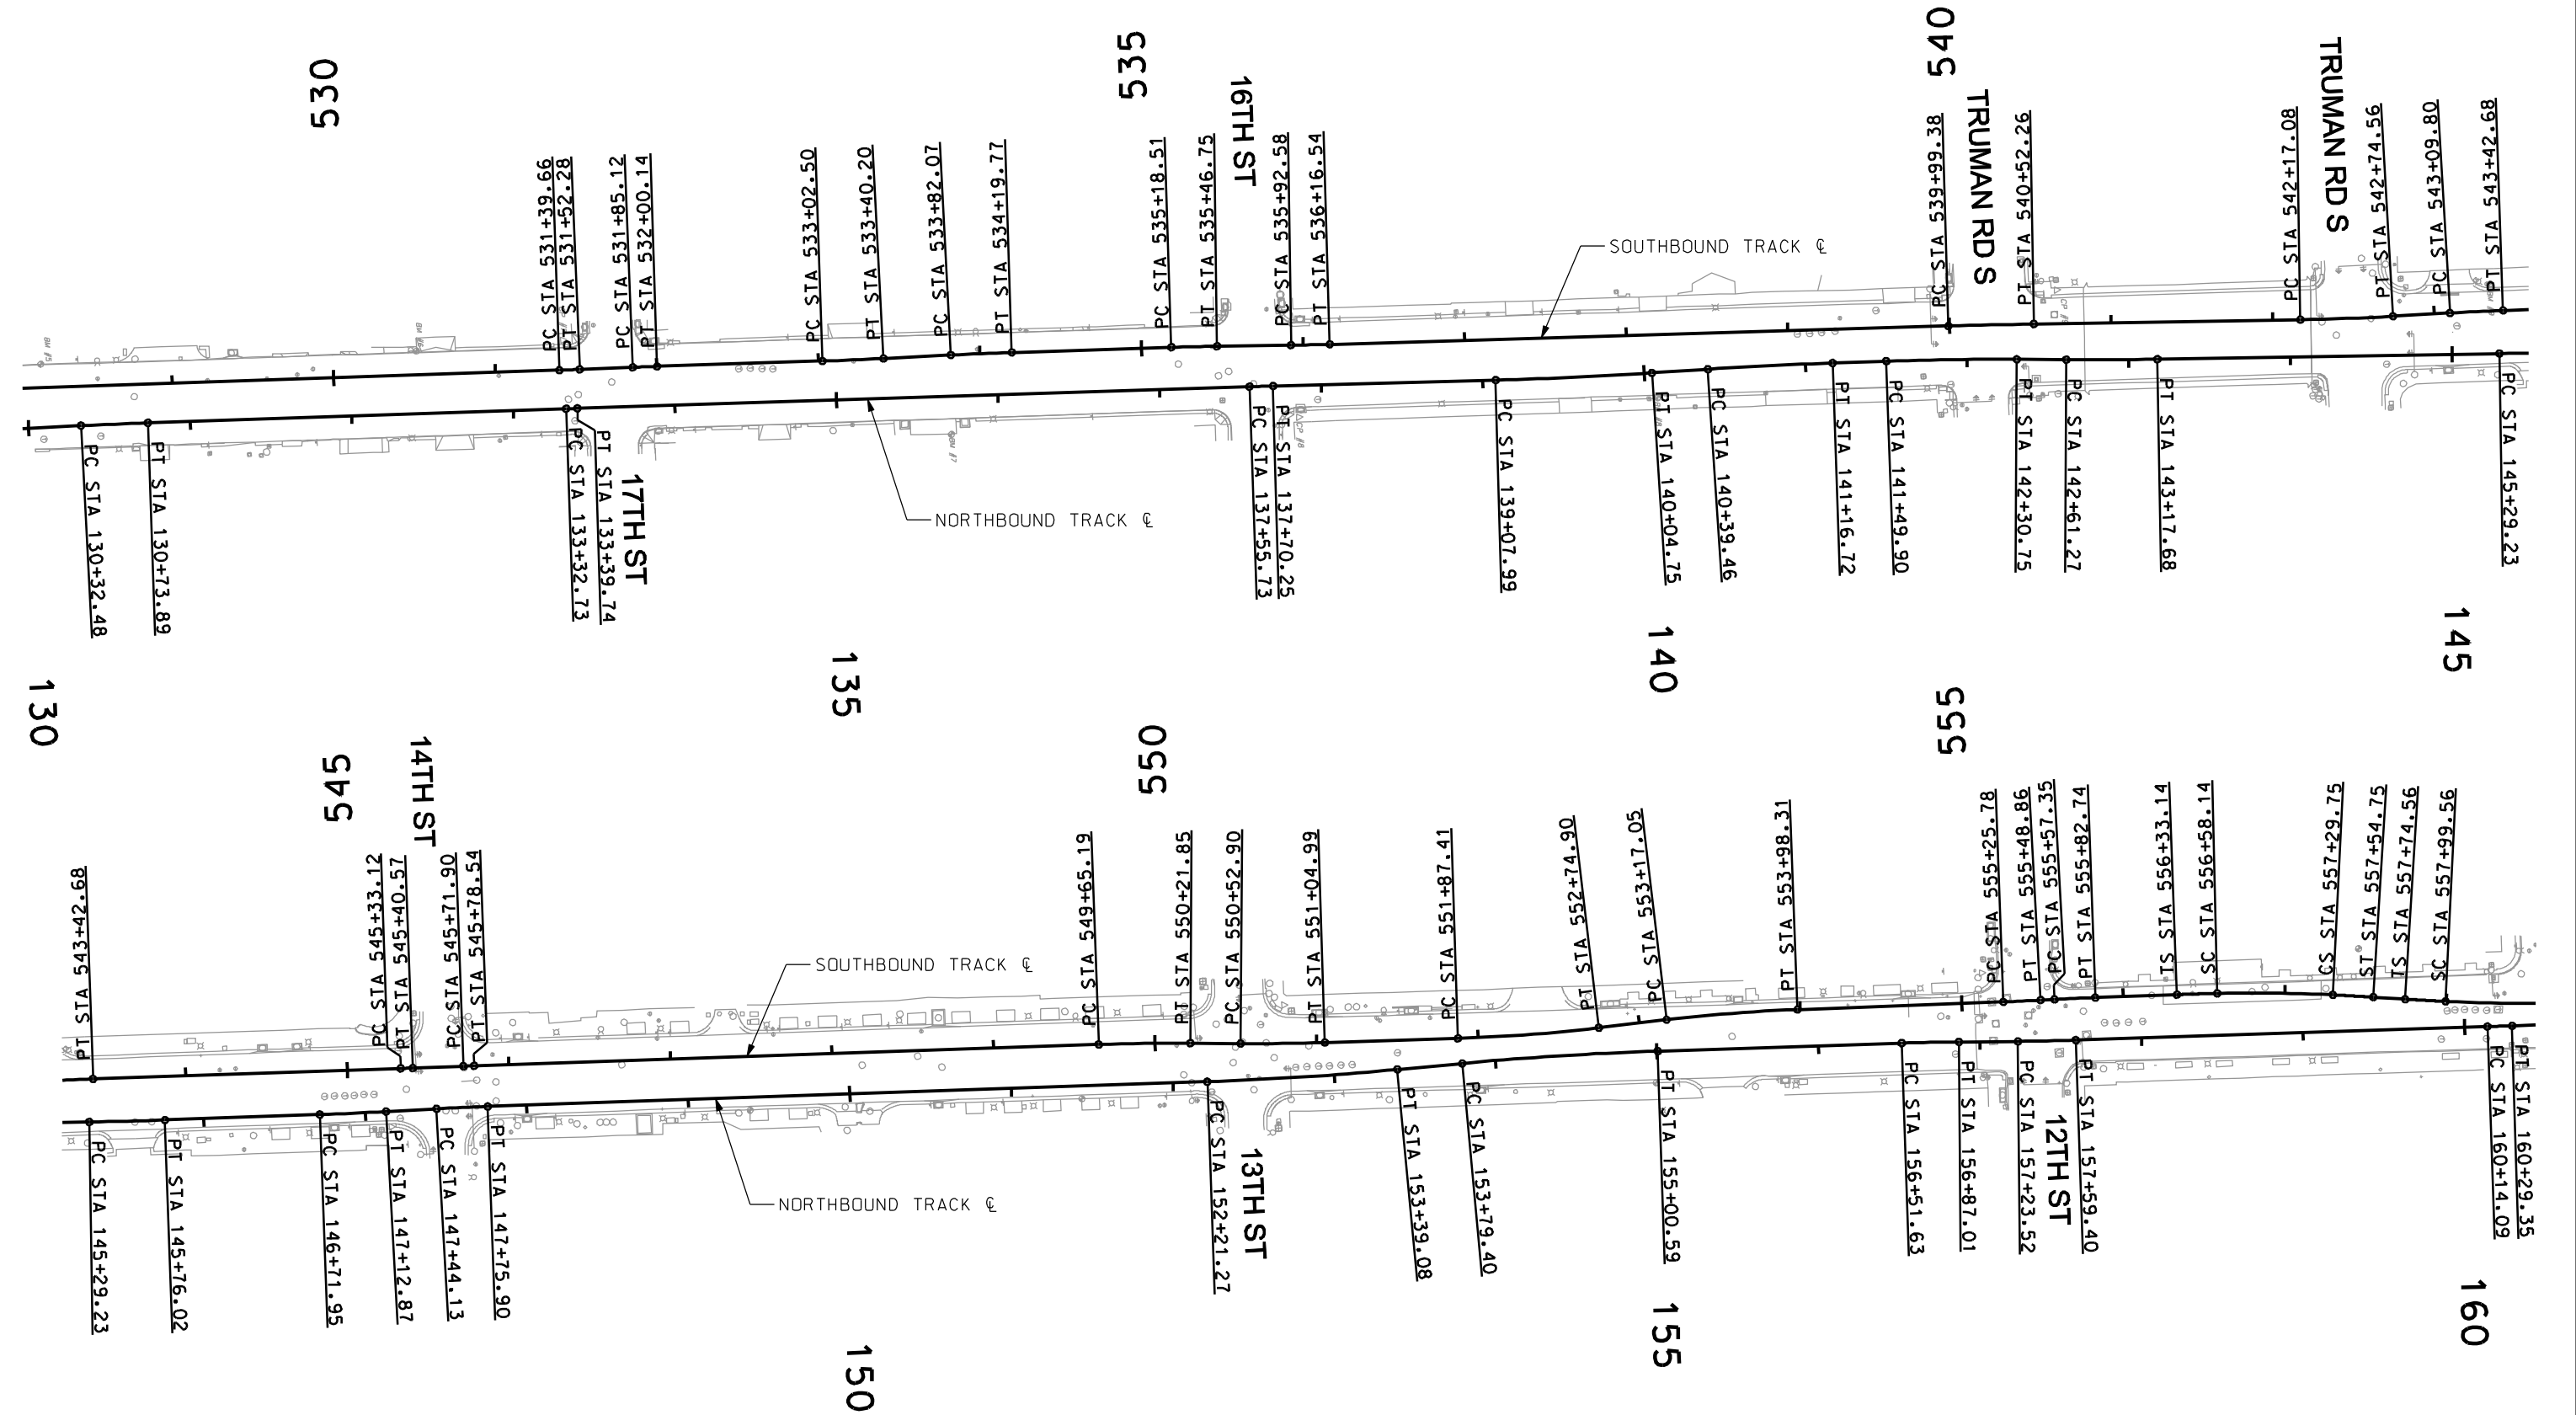 530
535
540
16TH ST
TRUMAN RD S
TRUMAN RD S
PC STA 531+39.66
PT STA 531+52.28
PC STA 531+85.12
PT STA 532+00.14
PC STA 533+02.50
PT STA 533+40.20
PC STA 533+82.07
PT STA 534+19.77
PC STA 535+18.51
PT STA 535+46.75
PC STA 535+92.58
PT STA 536+16.54
PC STA 539+99.38
PT STA 540+52.26
PC STA 542+17.08
PT STA 542+74.56
PC STA 543+09.80
PT STA 543+42.68
SOUTHBOUND TRACK ℄
NORTHBOUND TRACK ℄
PC STA 130+32.48
PT STA 130+73.89
PC STA 133+32.73
PT STA 133+39.74
17TH ST
PC STA 137+55.73
PT STA 137+70.25
PC STA 139+07.99
PT STA 140+04.75
PC STA 140+39.46
PT STA 141+16.72
PC STA 141+49.90
PT STA 142+30.75
PC STA 142+61.27
PT STA 143+17.68
PC STA 145+29.23
130
135
140
145
545
14TH ST
550
555
PT STA 543+42.68
PC STA 545+33.12
PT STA 545+40.57
PC STA 545+71.90
PT STA 545+78.54
PC STA 549+65.19
PT STA 550+21.85
PC STA 550+52.90
PT STA 551+04.99
PC STA 551+87.41
PT STA 552+74.90
PC STA 553+17.05
PT STA 553+98.31
PC STA 555+25.78
PT STA 555+48.86
PC STA 555+57.35
PT STA 555+82.74
TS STA 556+33.14
SC STA 556+58.14
CS STA 557+29.75
ST STA 557+54.75
TS STA 557+74.56
SC STA 557+99.56
SOUTHBOUND TRACK ℄
NORTHBOUND TRACK ℄
PC STA 145+29.23
PT STA 145+76.02
PC STA 146+71.95
PT STA 147+12.87
PC STA 147+44.13
PT STA 147+75.90
PC STA 152+21.27
13TH ST
PT STA 153+39.08
PC STA 153+79.40
PT STA 155+00.59
PC STA 156+51.63
PT STA 156+87.01
PC STA 157+23.52
12TH ST
PT STA 157+59.40
PC STA 160+14.09
PT STA 160+29.35
150
155
160